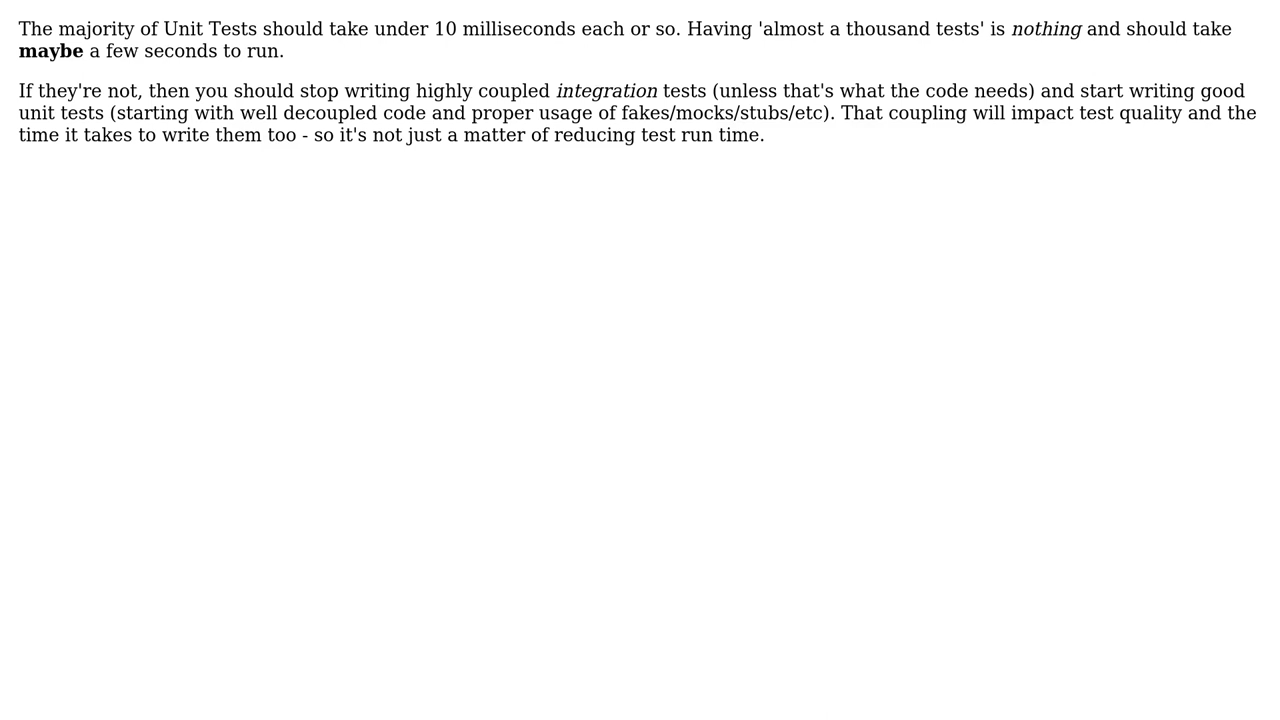 The majority of Unit Tests should take under 10 milliseconds each or so. Having 'almost a thousand tests' is nothing and should take
maybe a few seconds to run.
If they're not, then you should stop writing highly coupled integration tests (unless that's what the code needs) and start writing good
unit tests (starting with well decoupled code and proper usage of fakes/mocks/stubs/etc). That coupling will impact test quality and the
time it takes to write them too - so it's not just a matter of reducing test run time.